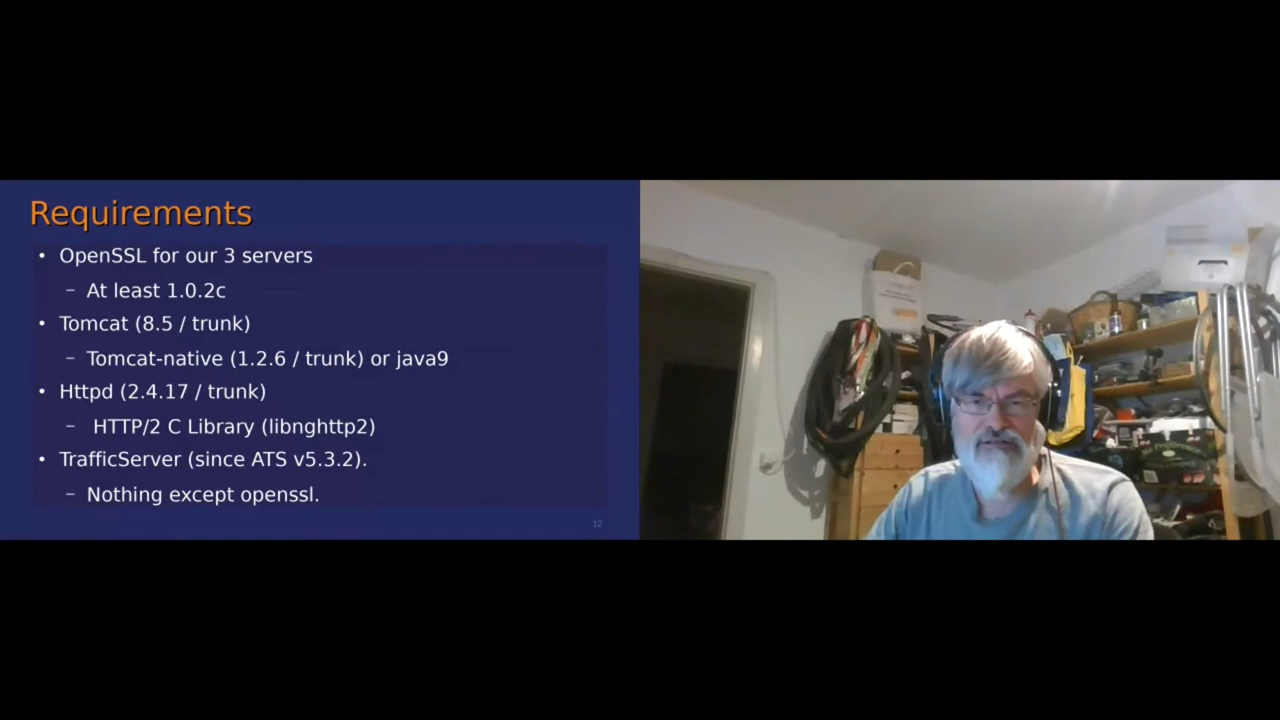 Requirements
• OpenSSL for our 3 servers
– At least 1.0.2c
• Tomcat (8.5 / trunk)
– Tomcat-native (1.2.6 / trunk) or java9
• Httpd (2.4.17 / trunk)
– HTTP/2 C Library (libnghttp2)
• TrafficServer (since ATS v5.3.2).
– Nothing except openssl.
12